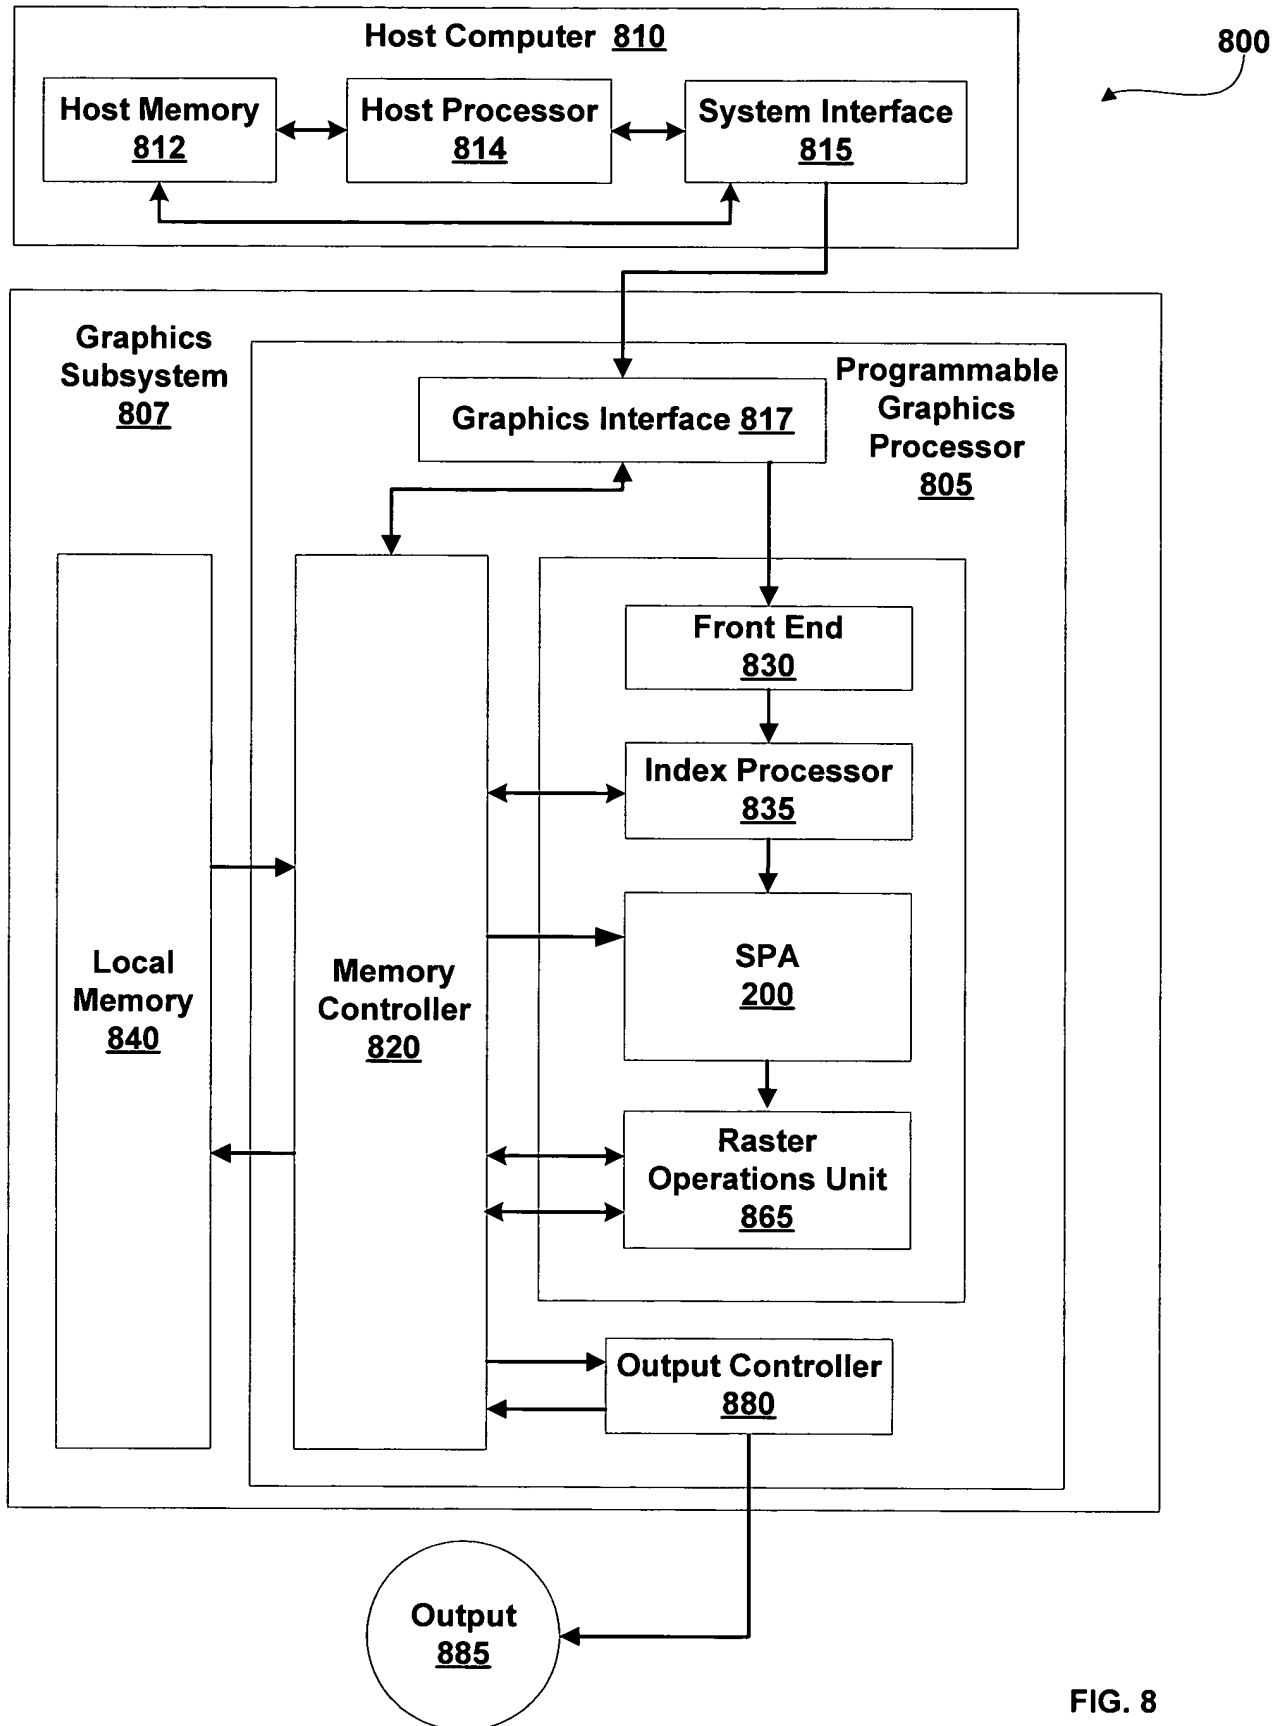 Host Computer 810
800
Host Memory
812
Host Processor
814
System Interface
815
Graphics
Subsystem
807
Programmable
Graphics
Processor
805
Graphics Interface 817
Front End
830
Index Processor
835
Local
Memory
840
Memory
Controller
820
SPA
200
Raster
Operations Unit
865
Output Controller
880
Output
885
FIG. 8